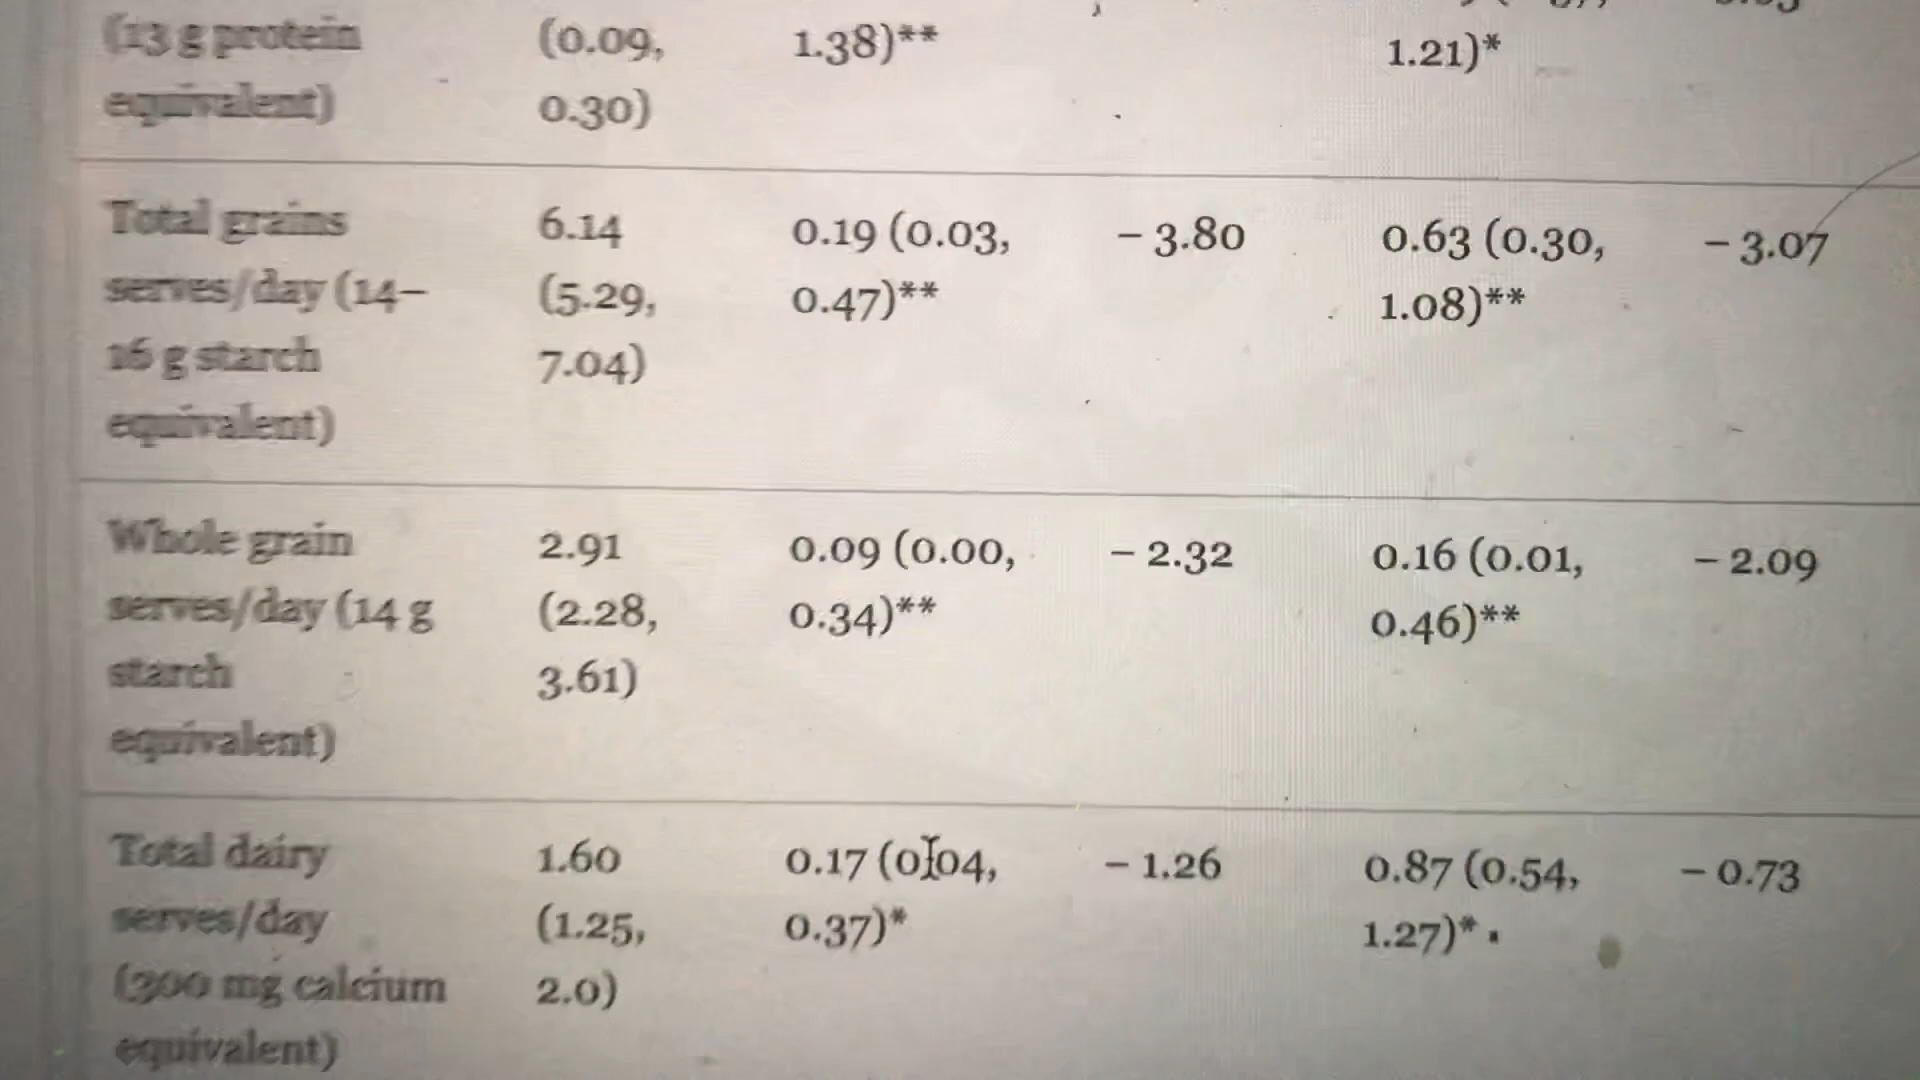 (13 g protein (0.09, 1.38)** 1.21)*
equivalent) 0.30)
Total grains 6.14 0.19 (0.03, – 3.80 0.63 (0.30, – 3.07
serves/day (14– (5.29, 0.47)** 1.08)**
16 g starch 7.04)
equivalent)
Whole grain 2.91 0.09 (0.00, – 2.32 0.16 (0.01, – 2.09
serves/day (14 g (2.28, 0.34)** 0.46)**
starch 3.61)
equivalent)
Total dairy 1.60 0.17 (0.04, – 1.26 0.87 (0.54, – 0.73
serves/day (1.25, 0.37)* 1.27)*
(300 mg calcium 2.0)
equivalent)